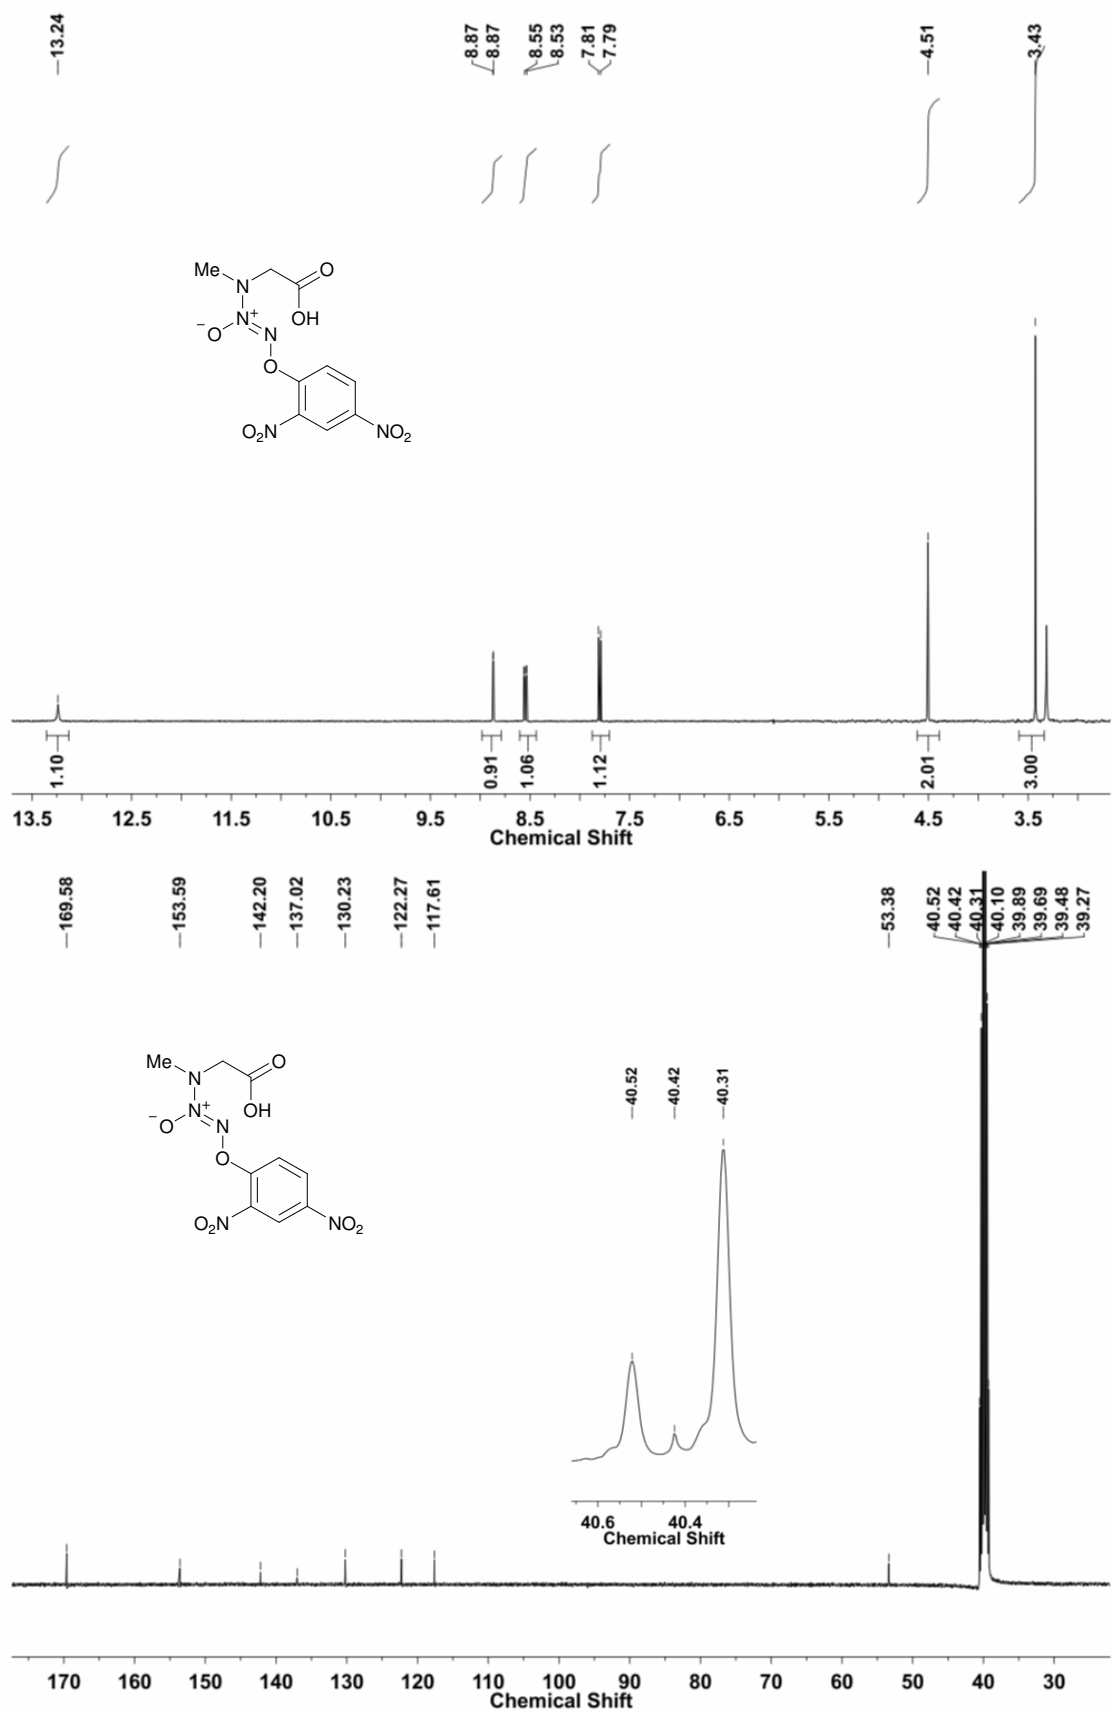 13.24
8.87
8.87
8.55
8.53
7.81
7.79
4.51
3.43
Me
N
O
OH
N+
−O
N
O
O2N
NO2
1.10
0.91
1.06
1.12
2.01
3.00
13.5 12.5 11.5 10.5 9.5 8.5 7.5 6.5 5.5 4.5 3.5
Chemical Shift
169.58
153.59
142.20
137.02
130.23
122.27
117.61
53.38
40.52
40.42
40.31
40.10
39.89
39.69
39.48
39.27
Me
N
O
OH
N+
−O
N
O
O2N
NO2
40.52
40.42
40.31
40.6 40.4
Chemical Shift
170 160 150 140 130 120 110 100 90 80 70 60 50 40 30
Chemical Shift